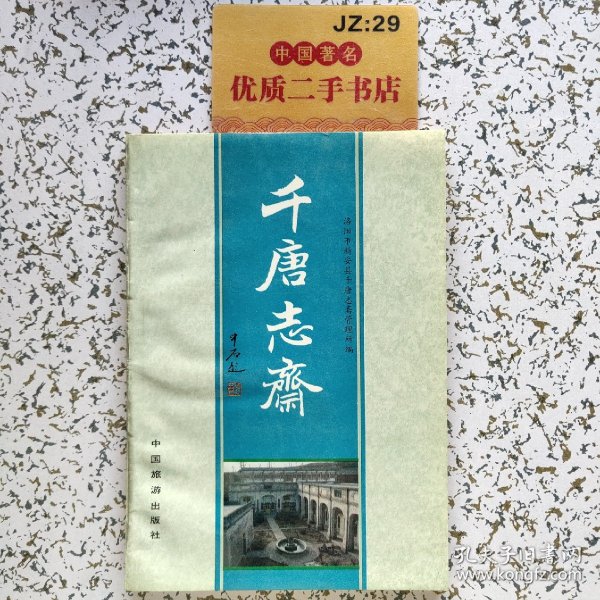 JZ:29
中国著名
优质二手书店
千唐志齋
洛阳市新安县千唐志斋管理所编
中国旅游出版社
孔夫子旧书网
www.kongfz.com